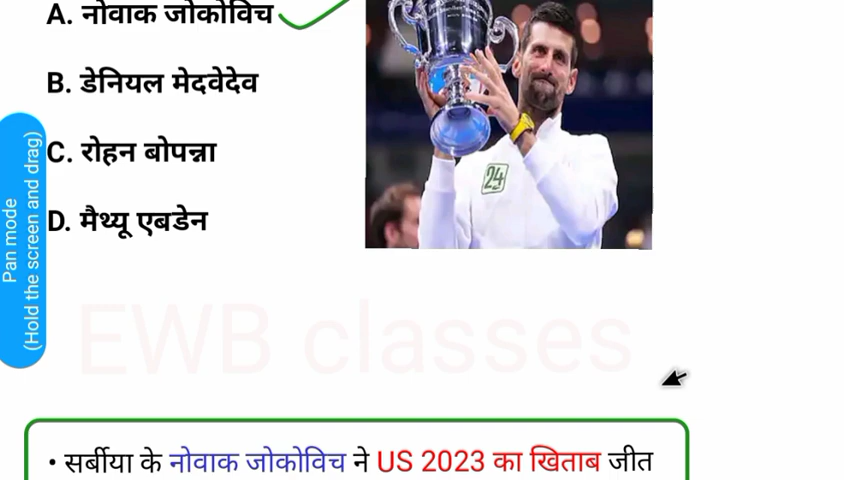 A. नोवाक जोकोविच
B. डेनियल मेदवेदेव
C. रोहन बोपन्ना
D. मैथ्यू एबडेन
24
Pan mode
(Hold the screen and drag)
EWB classes
• सर्बीया के नोवाक जोकोविच ने US 2023 का खिताब जीत